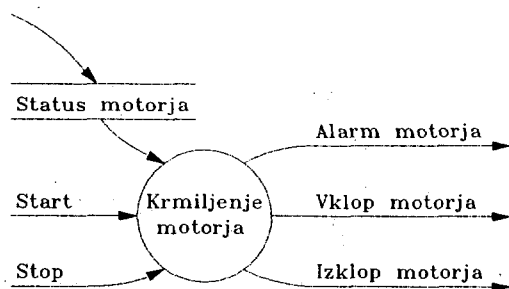 Status motorja
Alarm motorja
Start
Krmiljenje
motorja
Vklop motorja
Stop
Izklop motorja